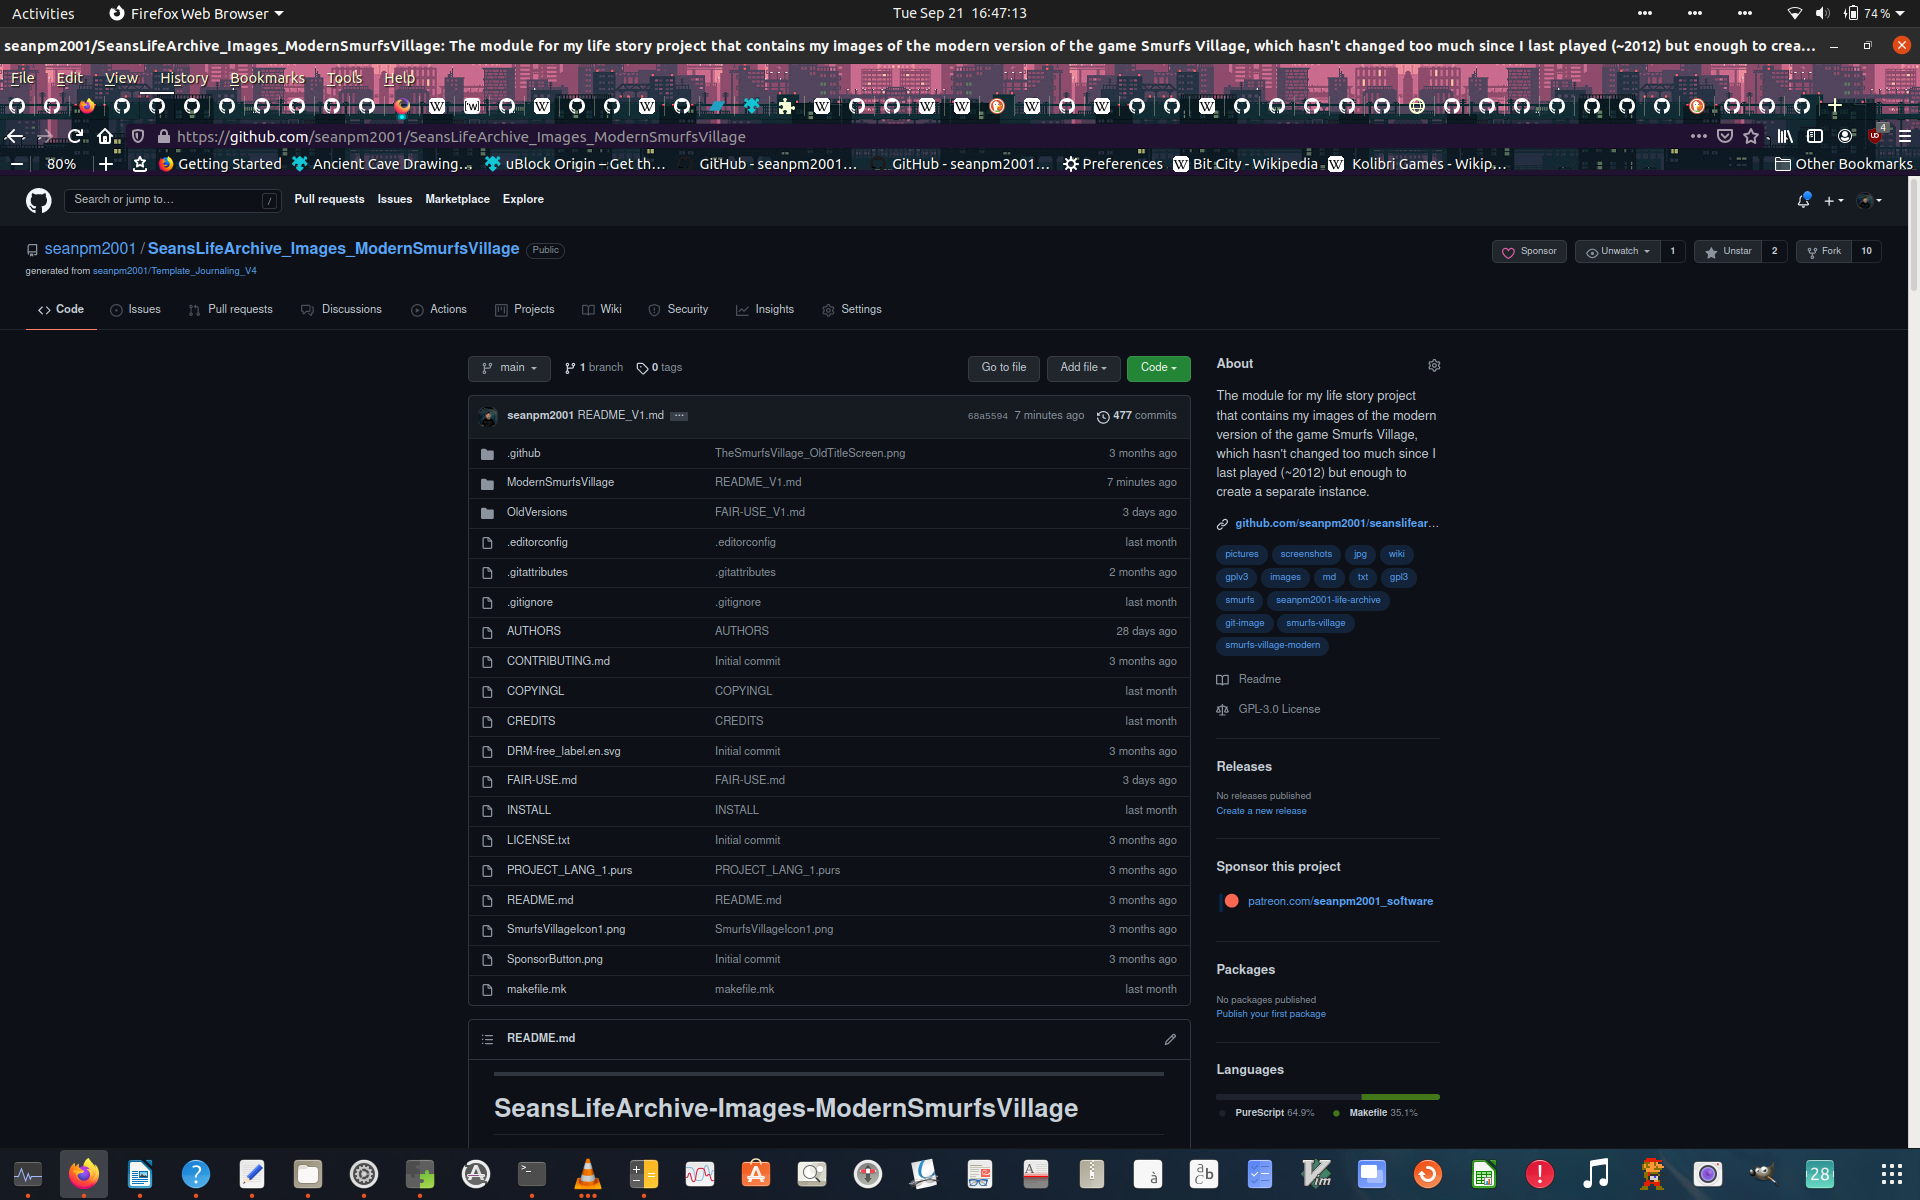 Activities Firefox Web Browser Tue Sep 21 16:47:13 74%
seanpm2001/SeansLifeArchive_Images_ModernSmurfsVillage: The module for my life story project that contains my images of the modern version of the game Smurfs Village, which hasn't changed too much since I last played (~2012) but enough to crea...
File Edit View History Bookmarks Tools Help
https://github.com/seanpm2001/SeansLifeArchive_Images_ModernSmurfsVillage 4
80% Getting Started Ancient Cave Drawing... uBlock Origin – Get th... GitHub - seanpm2001... GitHub - seanpm2001... Preferences Bit City - Wikipedia Kolibri Games - Wikip... Other Bookmarks
Search or jump to... / Pull requests Issues Marketplace Explore
seanpm2001 / SeansLifeArchive_Images_ModernSmurfsVillage Public Sponsor Unwatch 1 Unstar 2 Fork 10
generated from seanpm2001/Template_Journaling_V4
Code Issues Pull requests Discussions Actions Projects Wiki Security Insights Settings
main 1 branch 0 tags Go to file Add file Code
seanpm2001 README_V1.md ... 68a5594 7 minutes ago 477 commits
.github TheSmurfsVillage_OldTitleScreen.png 3 months ago
ModernSmurfsVillage README_V1.md 7 minutes ago
OldVersions FAIR-USE_V1.md 3 days ago
.editorconfig .editorconfig last month
.gitattributes .gitattributes 2 months ago
.gitignore .gitignore last month
AUTHORS AUTHORS 28 days ago
CONTRIBUTING.md Initial commit 3 months ago
COPYINGL COPYINGL last month
CREDITS CREDITS last month
DRM-free_label.en.svg Initial commit 3 months ago
FAIR-USE.md FAIR-USE.md 3 days ago
INSTALL INSTALL last month
LICENSE.txt Initial commit 3 months ago
PROJECT_LANG_1.purs PROJECT_LANG_1.purs 3 months ago
README.md README.md 3 months ago
SmurfsVillageIcon1.png SmurfsVillageIcon1.png 3 months ago
SponsorButton.png Initial commit 3 months ago
makefile.mk makefile.mk last month
README.md
SeansLifeArchive-Images-ModernSmurfsVillage
About
The module for my life story project
that contains my images of the modern
version of the game Smurfs Village,
which hasn't changed too much since I
last played (~2012) but enough to
create a separate instance.
github.com/seanpm2001/seanslifear...
pictures screenshots jpg wiki
gplv3 images md txt gpl3
smurfs seanpm2001-life-archive
git-image smurfs-village
smurfs-village-modern
Readme
GPL-3.0 License
Releases
No releases published
Create a new release
Sponsor this project
patreon.com/seanpm2001_software
Packages
No packages published
Publish your first package
Languages
PureScript 64.9% Makefile 35.1%
28